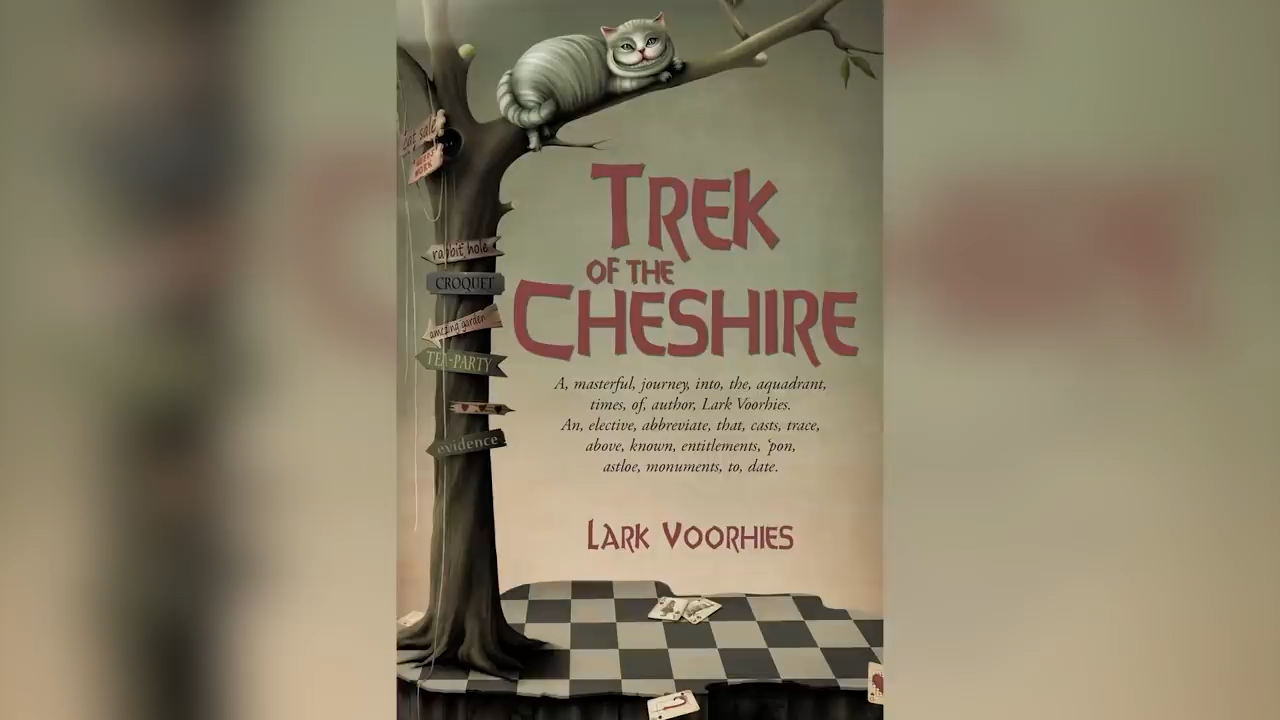 cat sale
WORK
rabbit hole
CROQUET
amazing garden
TEA-PARTY
evidence
TREK
OF THE
CHESHIRE
A, masterful, journey, into, the, aquadrant,
times, of, author, Lark Voorhies.
An, elective, abbreviate, that, casts, trace,
above, known, entitlements, ‘pon,
astloe, monuments, to, date.
LARK VOORHIES